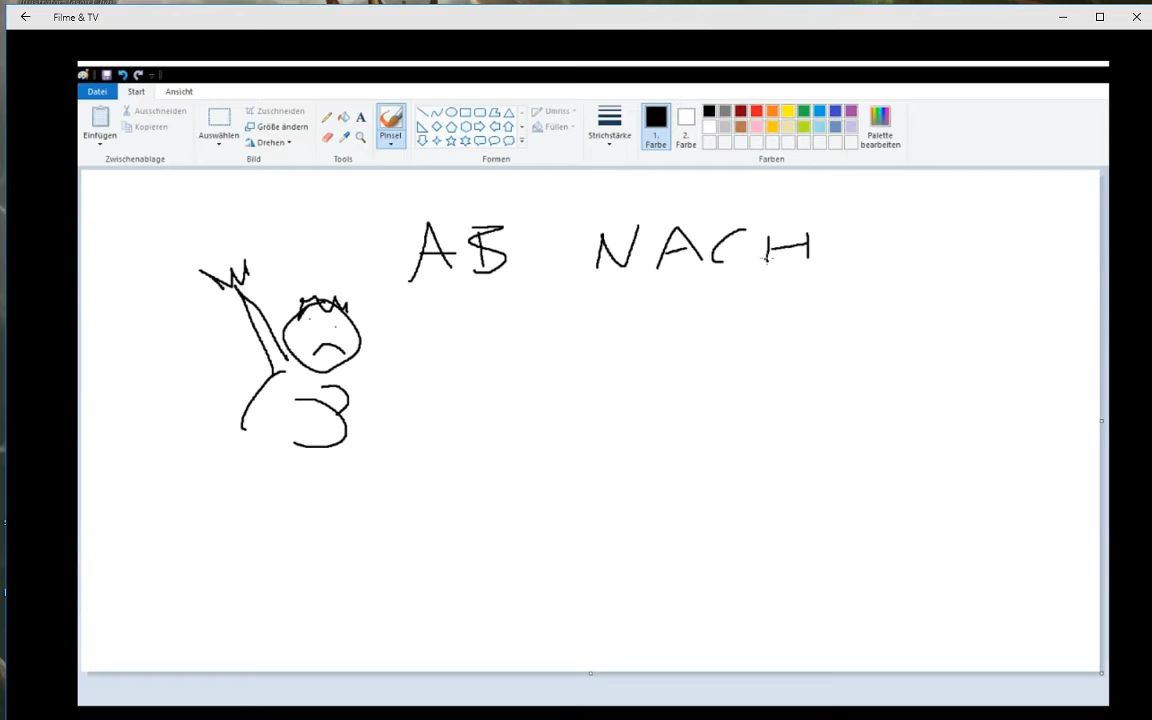 Filme & TV
Datei Start Ansicht
Einfügen
Ausschneiden
Kopieren
Zwischenablage
Auswählen
Zuschneiden
Größe ändern
Drehen
Bild
A
Tools
Pinsel
Umriss
Füllen
Formen
Strichstärke
1. Farbe
2. Farbe
Palette bearbeiten
Farben
AB NACH